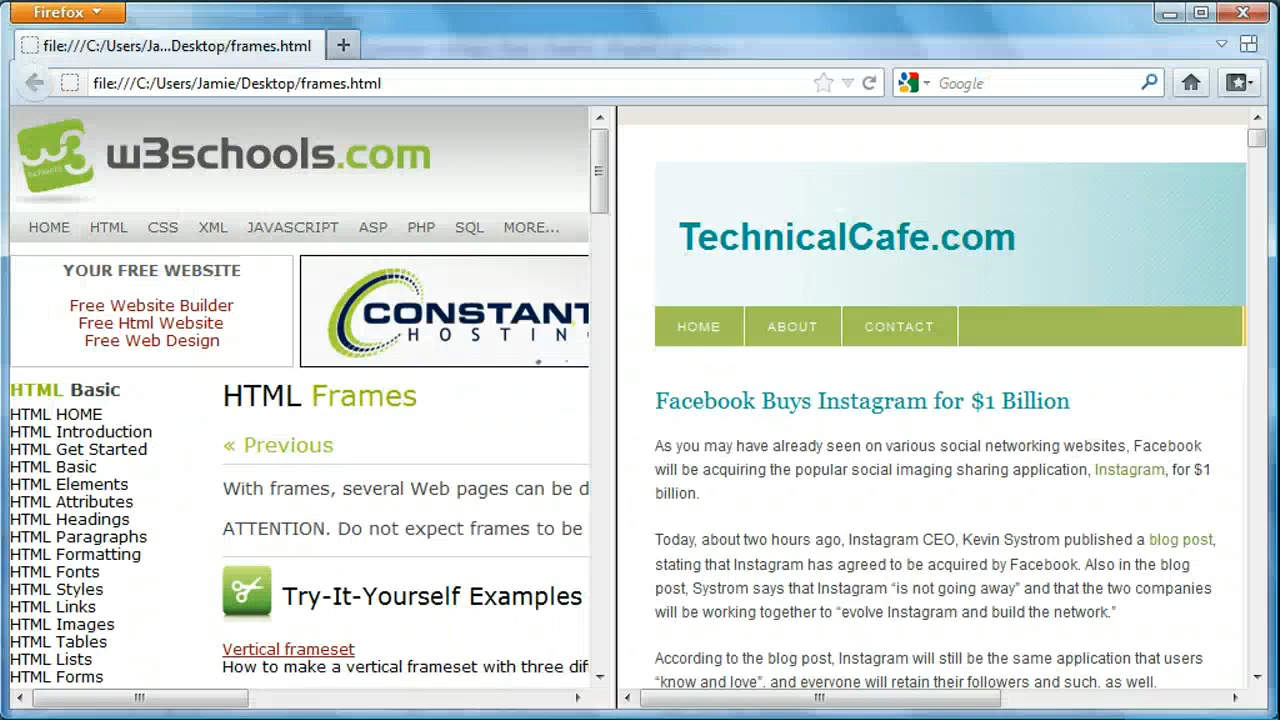 Firefox
file:///C:/Users/Ja...Desktop/frames.html
file:///C:/Users/Jamie/Desktop/frames.html
Google
w3schools.com
HOME HTML CSS XML JAVASCRIPT ASP PHP SQL MORE...
YOUR FREE WEBSITE
Free Website Builder
Free Html Website
Free Web Design
CONSTANT
HOSTING
HTML Basic
HTML HOME
HTML Introduction
HTML Get Started
HTML Basic
HTML Elements
HTML Attributes
HTML Headings
HTML Paragraphs
HTML Formatting
HTML Fonts
HTML Styles
HTML Links
HTML Images
HTML Tables
HTML Lists
HTML Forms
HTML Frames
« Previous
With frames, several Web pages can be d
ATTENTION. Do not expect frames to be
Try-It-Yourself Examples
Vertical frameset
How to make a vertical frameset with three dif
TechnicalCafe.com
HOME ABOUT CONTACT
Facebook Buys Instagram for $1 Billion
As you may have already seen on various social networking websites, Facebook
will be acquiring the popular social imaging sharing application, Instagram, for $1
billion.
Today, about two hours ago, Instagram CEO, Kevin Systrom published a blog post,
stating that Instagram has agreed to be acquired by Facebook. Also in the blog
post, Systrom says that Instagram “is not going away” and that the two companies
will be working together to “evolve Instagram and build the network.”
According to the blog post, Instagram will still be the same application that users
“know and love”, and everyone will retain their followers and such, as well.